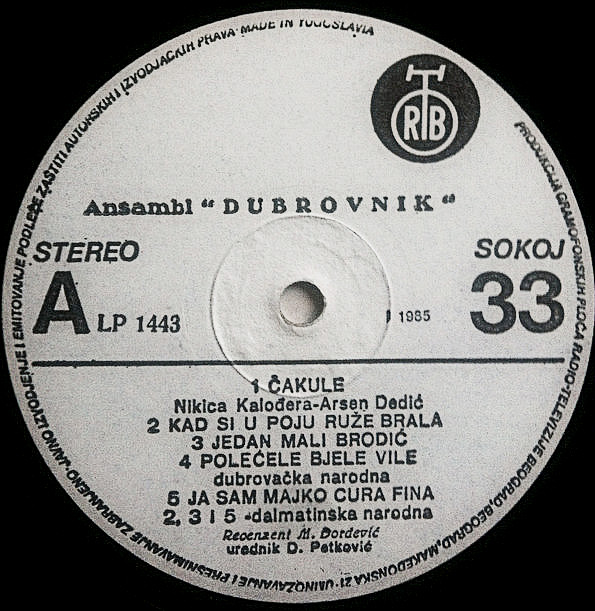 JAVNO IZVODJENJE I EMITOVANJE PODLEŽE ZAŠTITI AUTORSKIH I IZVODJAČKIH PRAVA· MADE IN YUGOSLAVIA
PRODUKCIJA GRAMOFONSKIH PLOČA RADIO-TELEVIZIJE BEOGRAD, BEOGRAD, MAKEDONSKA 21·
UMNOŽAVANJE I PRESNIMAVANJE ZABRANJENO·
RTB
Ansambl “DUBROVNIK“
STEREO
SOKOJ
A LP 1443
1985
33
1 ČAKULE
Nikica Kalođera-Arsen Dedić
2 KAD SI U POJU RUŽE BRALA
3 JEDAN MALI BRODIĆ
4 POLEĆELE BJELE VILE
dubrovačka narodna
5 JA SAM MAJKO CURA FINA
2, 3 I 5 -dalmatinska narodna
Recenzent M. Đorđević
urednik D. Petković